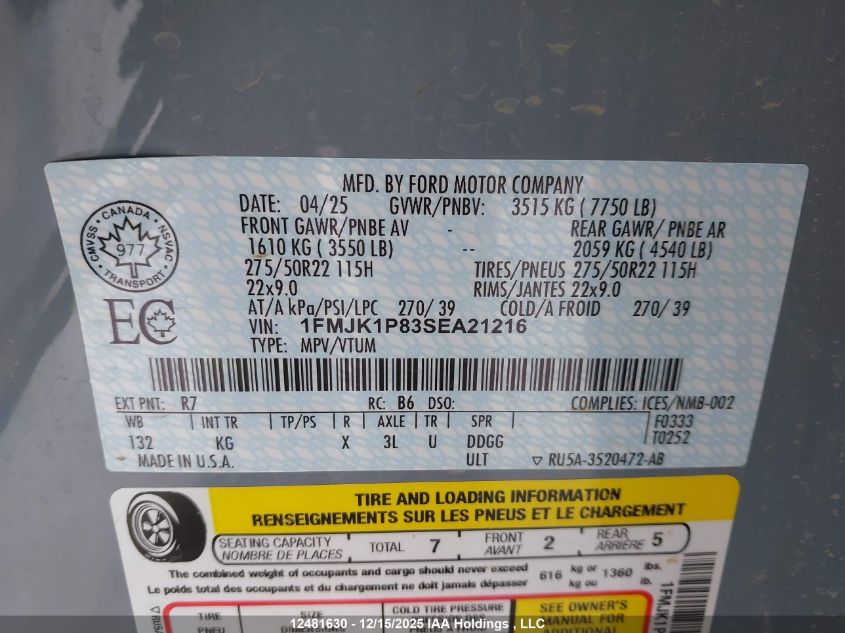 MFD. BY FORD MOTOR COMPANY
DATE: 04/25 GVWR/PNBV: 3515 KG ( 7750 LB)
FRONT GAWR/PNBE AV - REAR GAWR/ PNBE AR
1610 KG ( 3550 LB) -- 2059 KG ( 4540 LB)
275/50R22 115H TIRES/PNEUS 275/50R22 115H
22x9.0 RIMS/JANTES 22x9.0
AT/A kPa/PSI/LPC 270/ 39 COLD/A FROID 270/ 39
VIN: 1FMJK1P83SEA21216
TYPE: MPV/VTUM
CMVSS · CANADA · NSVAC
977
TRANSPORT
EC
EXT PNT: R7 RC: B6 DSO: COMPLIES: ICES/NMB-002
WB INT TR TP/PS R AXLE TR SPR F0333
132 KG X 3L U DDGG T0252
MADE IN U.S.A. ULT ▽ RU5A-3520472-AB
TIRE AND LOADING INFORMATION
RENSEIGNEMENTS SUR LES PNEUS ET LE CHARGEMENT
SEATING CAPACITY TOTAL 7 FRONT 2 REAR 5
NOMBRE DE PLACES AVANT ARRIÈRE
The combined weight of occupants and cargo should never exceed 616 kg or 1360 lbs.
Le poids total des occupants et du chargement ne doit jamais dépasser kg ou lb.
TIRE SIZE COLD TIRE PRESSURE SEE OWNER'S
PNEU DIMENSIONS MANUAL FOR
ADDITIONAL
▽ RU5A
1FMJK1P
12481630 - 12/15/2025 IAA Holdings, LLC